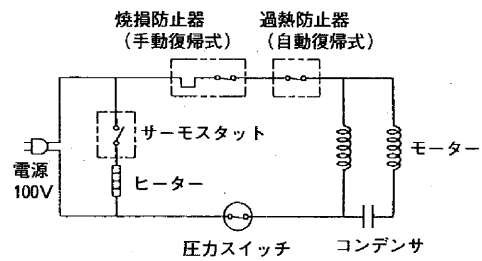 焼損防止器
（手動復帰式）
過熱防止器
（自動復帰式）
サーモスタット
モーター
電源
100V
ヒーター
圧力スイッチ
コンデンサ